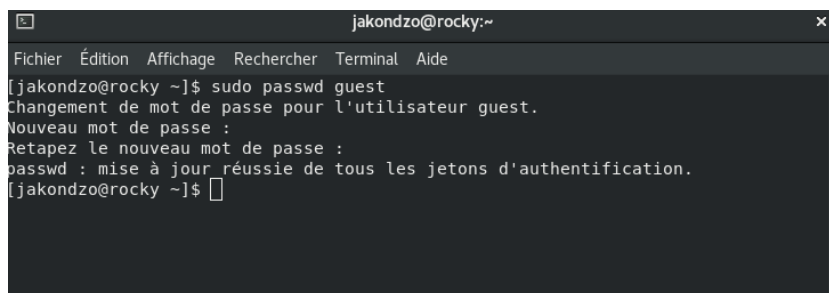 jakondzo@rocky:~
Fichier Édition Affichage Rechercher Terminal Aide
[jakondzo@rocky ~]$ sudo passwd guest
Changement de mot de passe pour l'utilisateur guest.
Nouveau mot de passe :
Retapez le nouveau mot de passe :
passwd : mise à jour réussie de tous les jetons d'authentification.
[jakondzo@rocky ~]$